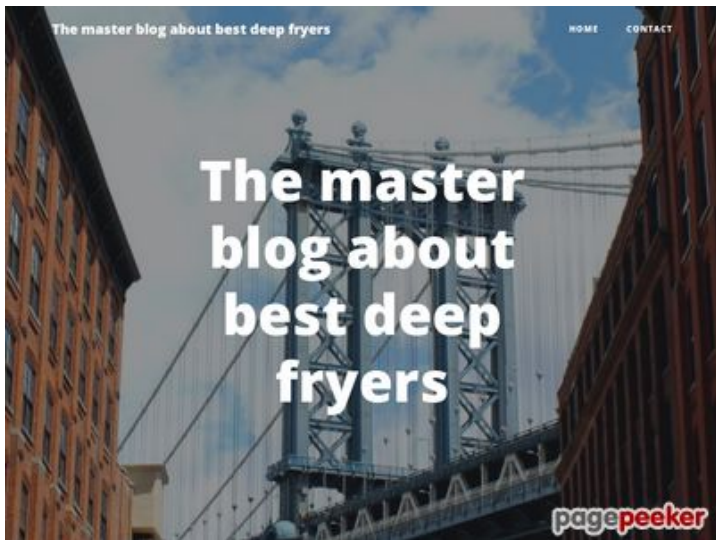 The master blog about best deep fryers
HOME CONTACT
The master
blog about
best deep
fryers
pagepeeker